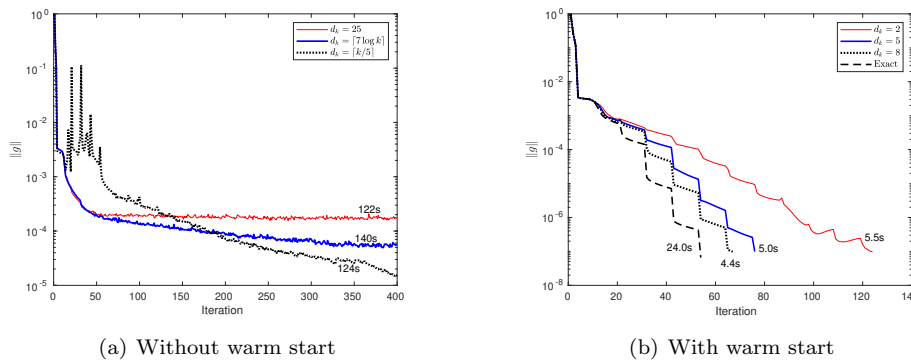 10^0
10^-1
10^-2
10^-3
10^-4
10^-5
||g||
0 50 100 150 200 250 300 350 400
Iteration
d_k = 25
d_k = ⌈7 log k⌉
d_k = ⌈k/5⌉
122s
140s
124s
(a) Without warm start
10^0
10^-2
10^-4
10^-6
10^-8
||g||
0 20 40 60 80 100 120 140
Iteration
d_k = 2
d_k = 5
d_k = 8
Exact
24.0s
4.4s
5.0s
5.5s
(b) With warm start